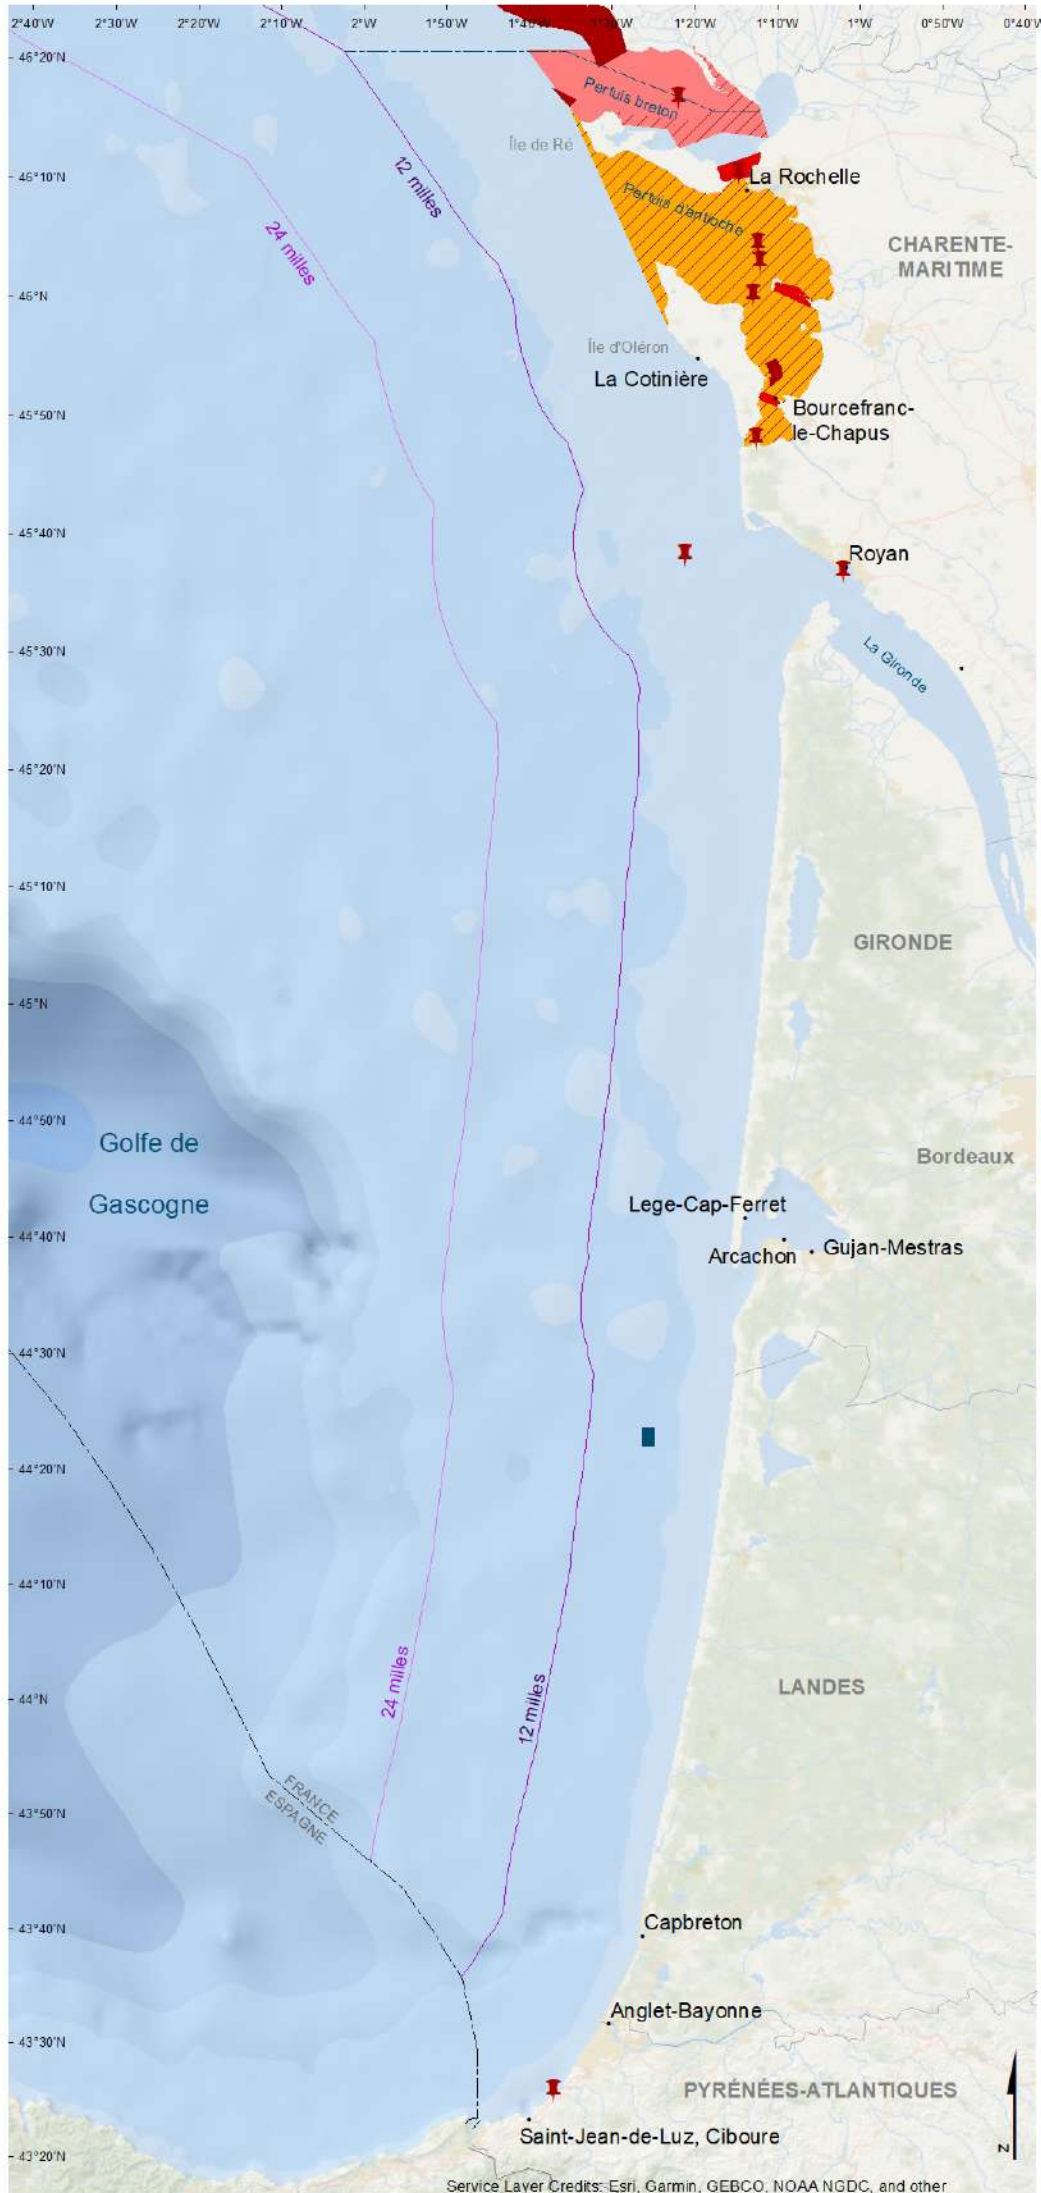 2°40'W
2°30'W
2°20'W
2°10'W
2°W
1°50'W
1°40'W
1°30'W
1°20'W
1°10'W
1°W
0°50'W
0°40'W
46°20'N
Pertuis breton
12 milles
Île de Ré
46°10'N
La Rochelle
Pertuis d'antioche
24 milles
CHARENTE-
MARITIME
46°N
Île d'Oléron
La Cotinière
45°50'N
Bourcefranc-
le-Chapus
45°40'N
Royan
45°30'N
La Gironde
45°20'N
45°10'N
GIRONDE
45°N
44°50'N
Golfe de
Gascogne
Bordeaux
Lege-Cap-Ferret
44°40'N
Arcachon
Gujan-Mestras
44°30'N
44°20'N
44°10'N
24 milles
12 milles
44°N
LANDES
FRANCE
ESPAGNE
43°50'N
43°40'N
Capbreton
Anglet-Bayonne
43°30'N
PYRÉNÉES-ATLANTIQUES
Saint-Jean-de-Luz, Ciboure
N
43°20'N
Service Layer Credits: Esri, Garmin, GEBCO, NOAA NGDC, and other